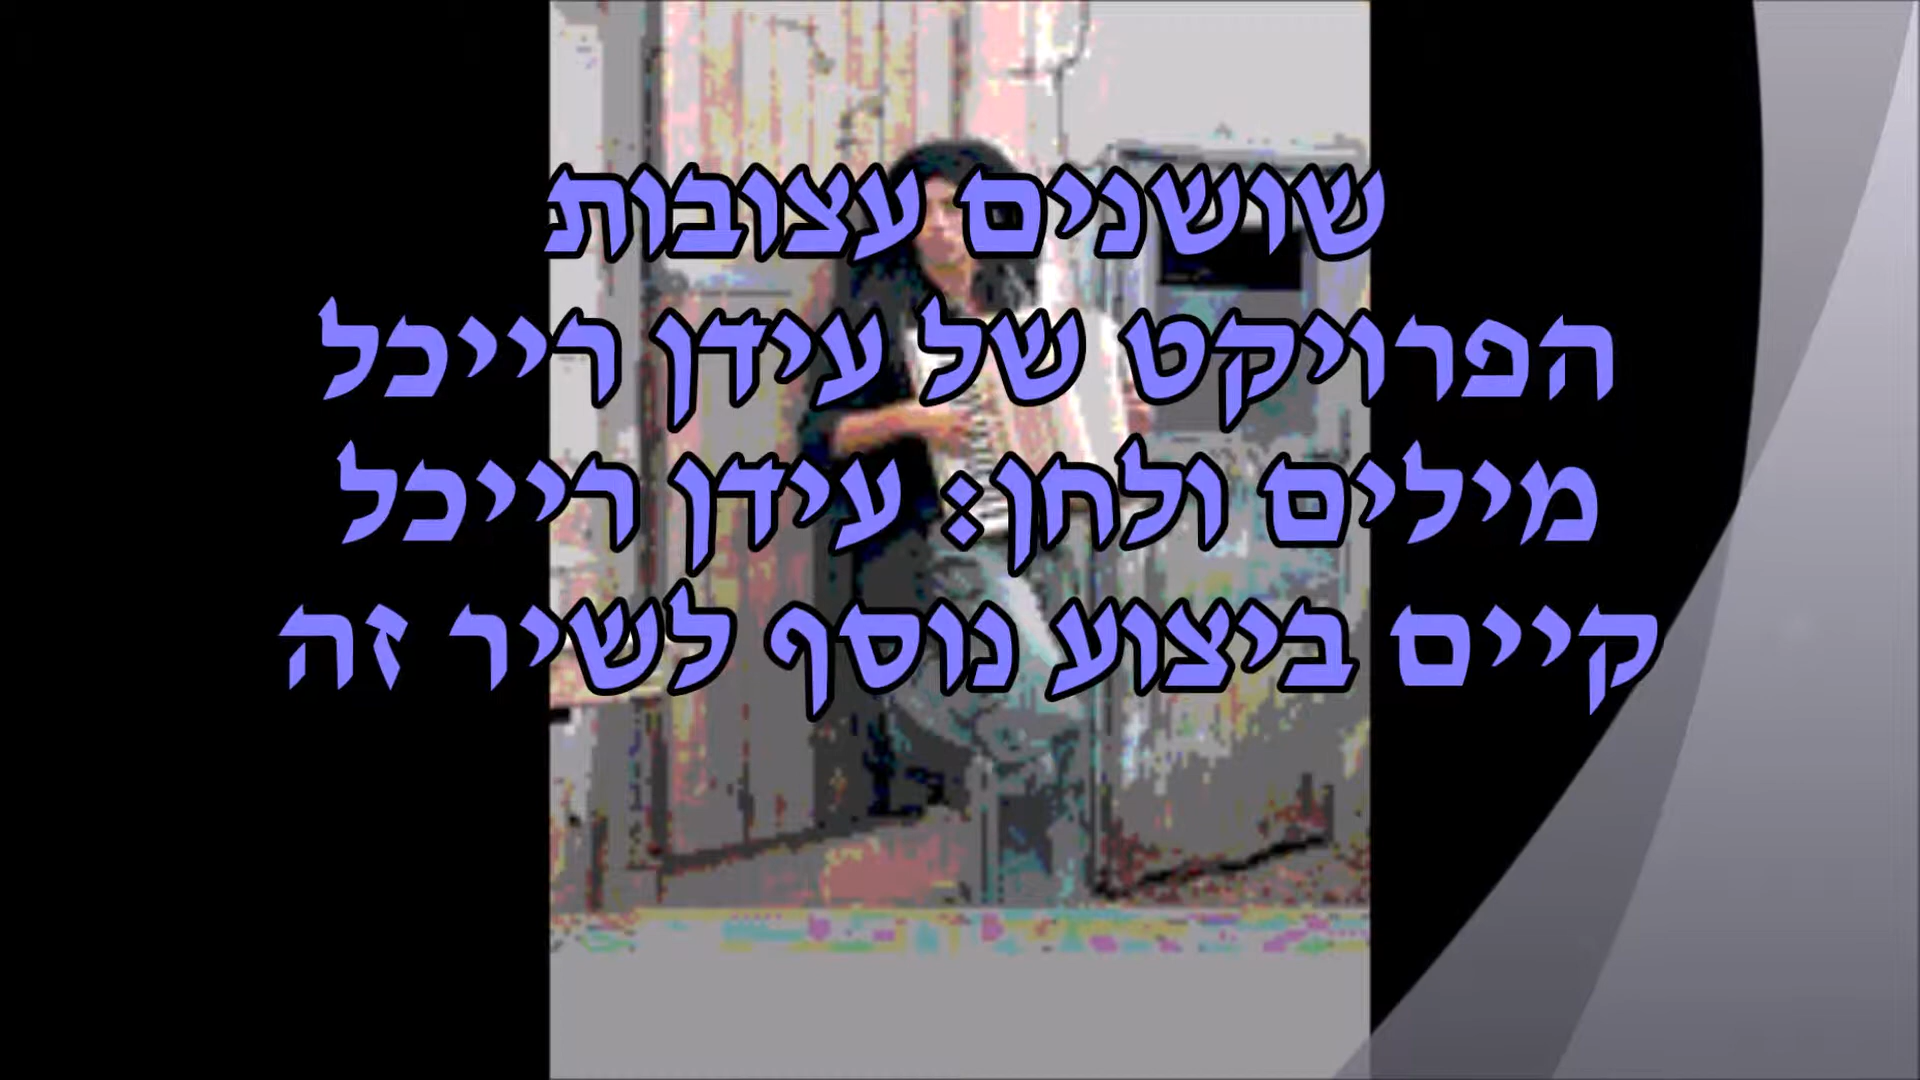 שושנים עצובות
הפרויקט של עידן רייכל
מילים ולחן: עידן רייכל
קיים ביצוע נוסף לשיר זה